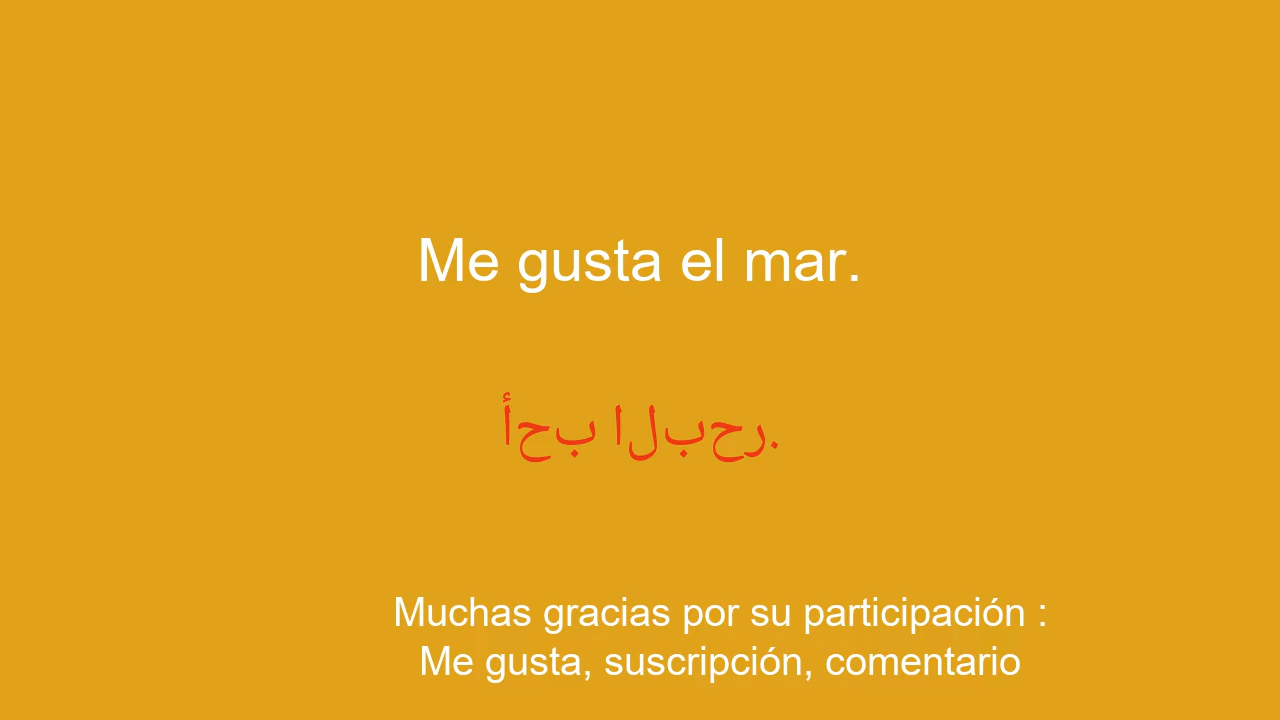 Me gusta el mar.
أحب البحر.
Muchas gracias por su participación :
Me gusta, suscripción, comentario